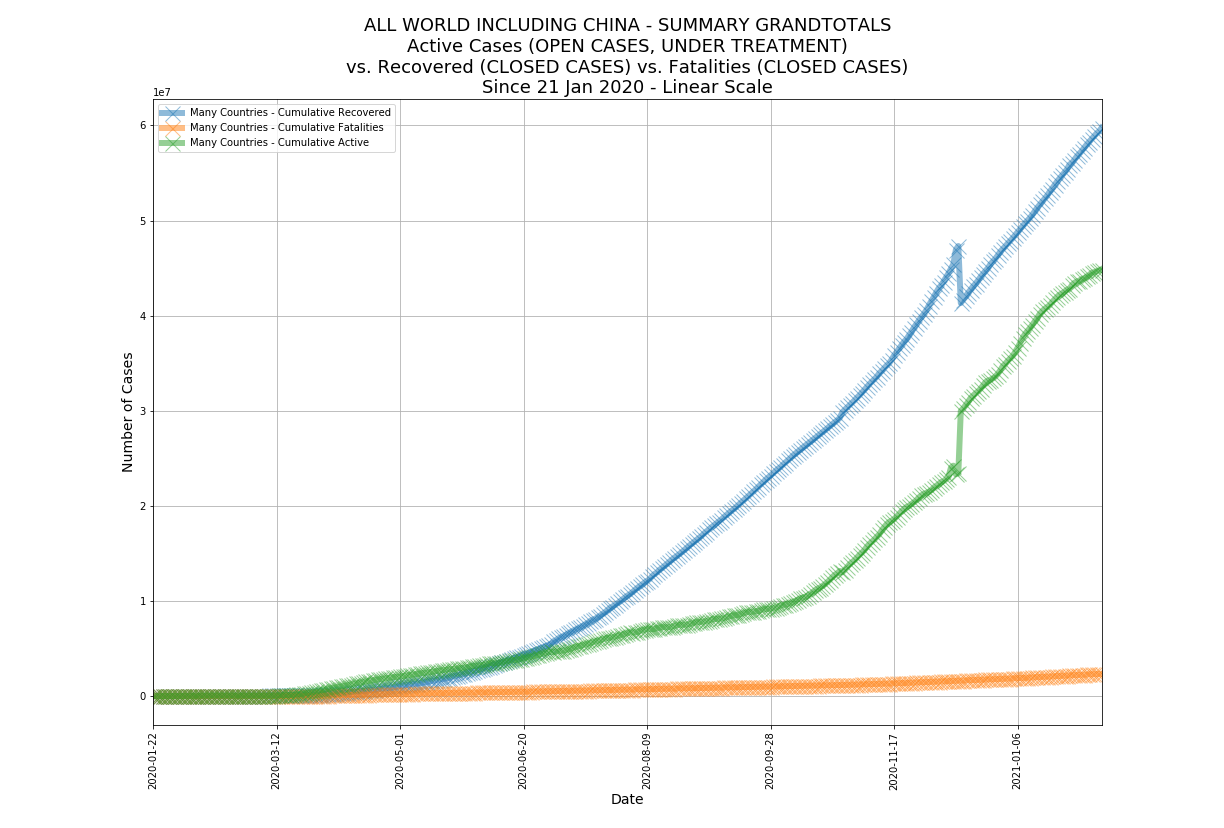 ALL WORLD INCLUDING CHINA - SUMMARY GRANDTOTALS
Active Cases (OPEN CASES, UNDER TREATMENT)
vs. Recovered (CLOSED CASES) vs. Fatalities (CLOSED CASES)
Since 21 Jan 2020 - Linear Scale
1e7
Many Countries - Cumulative Recovered
Many Countries - Cumulative Fatalities
Many Countries - Cumulative Active
6
5
4
3
2
1
0
Number of Cases
2020-01-22
2020-03-12
2020-05-01
2020-06-20
2020-08-09
2020-09-28
2020-11-17
2021-01-06
Date